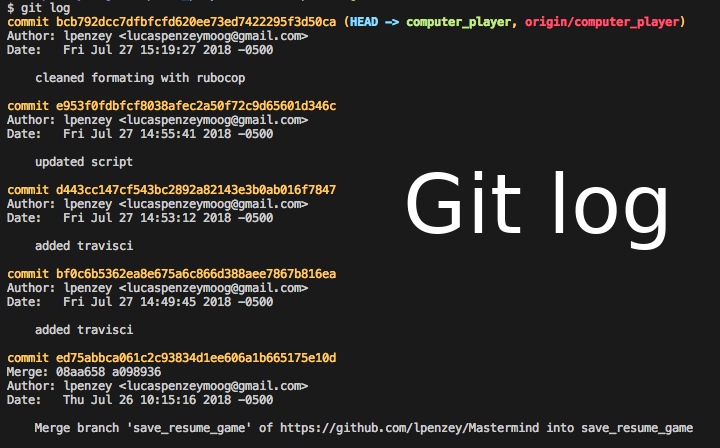 $ git log
commit bcb792dcc7dfbfcfd620ee73ed7422295f3d50ca (HEAD -> computer_player, origin/computer_player)
Author: lpenzey <lucaspenzeymoog@gmail.com>
Date:   Fri Jul 27 15:19:27 2018 -0500
cleaned formating with rubocop
commit e953f0fdbfcf8038afec2a50f72c9d65601d346c
Author: lpenzey <lucaspenzeymoog@gmail.com>
Date:   Fri Jul 27 14:55:41 2018 -0500
updated script
commit d443cc147cf543bc2892a82143e3b0ab016f7847
Author: lpenzey <lucaspenzeymoog@gmail.com>
Date:   Fri Jul 27 14:53:12 2018 -0500
added travisci
commit bf0c6b5362ea8e675a6c866d388aee7867b816ea
Author: lpenzey <lucaspenzeymoog@gmail.com>
Date:   Fri Jul 27 14:49:45 2018 -0500
added travisci
commit ed75abbca061c2c93834d1ee606a1b665175e10d
Merge: 08aa658 a098936
Author: lpenzey <lucaspenzeymoog@gmail.com>
Date:   Thu Jul 26 10:15:16 2018 -0500
Merge branch 'save_resume_game' of https://github.com/lpenzey/Mastermind into save_resume_game
Git log